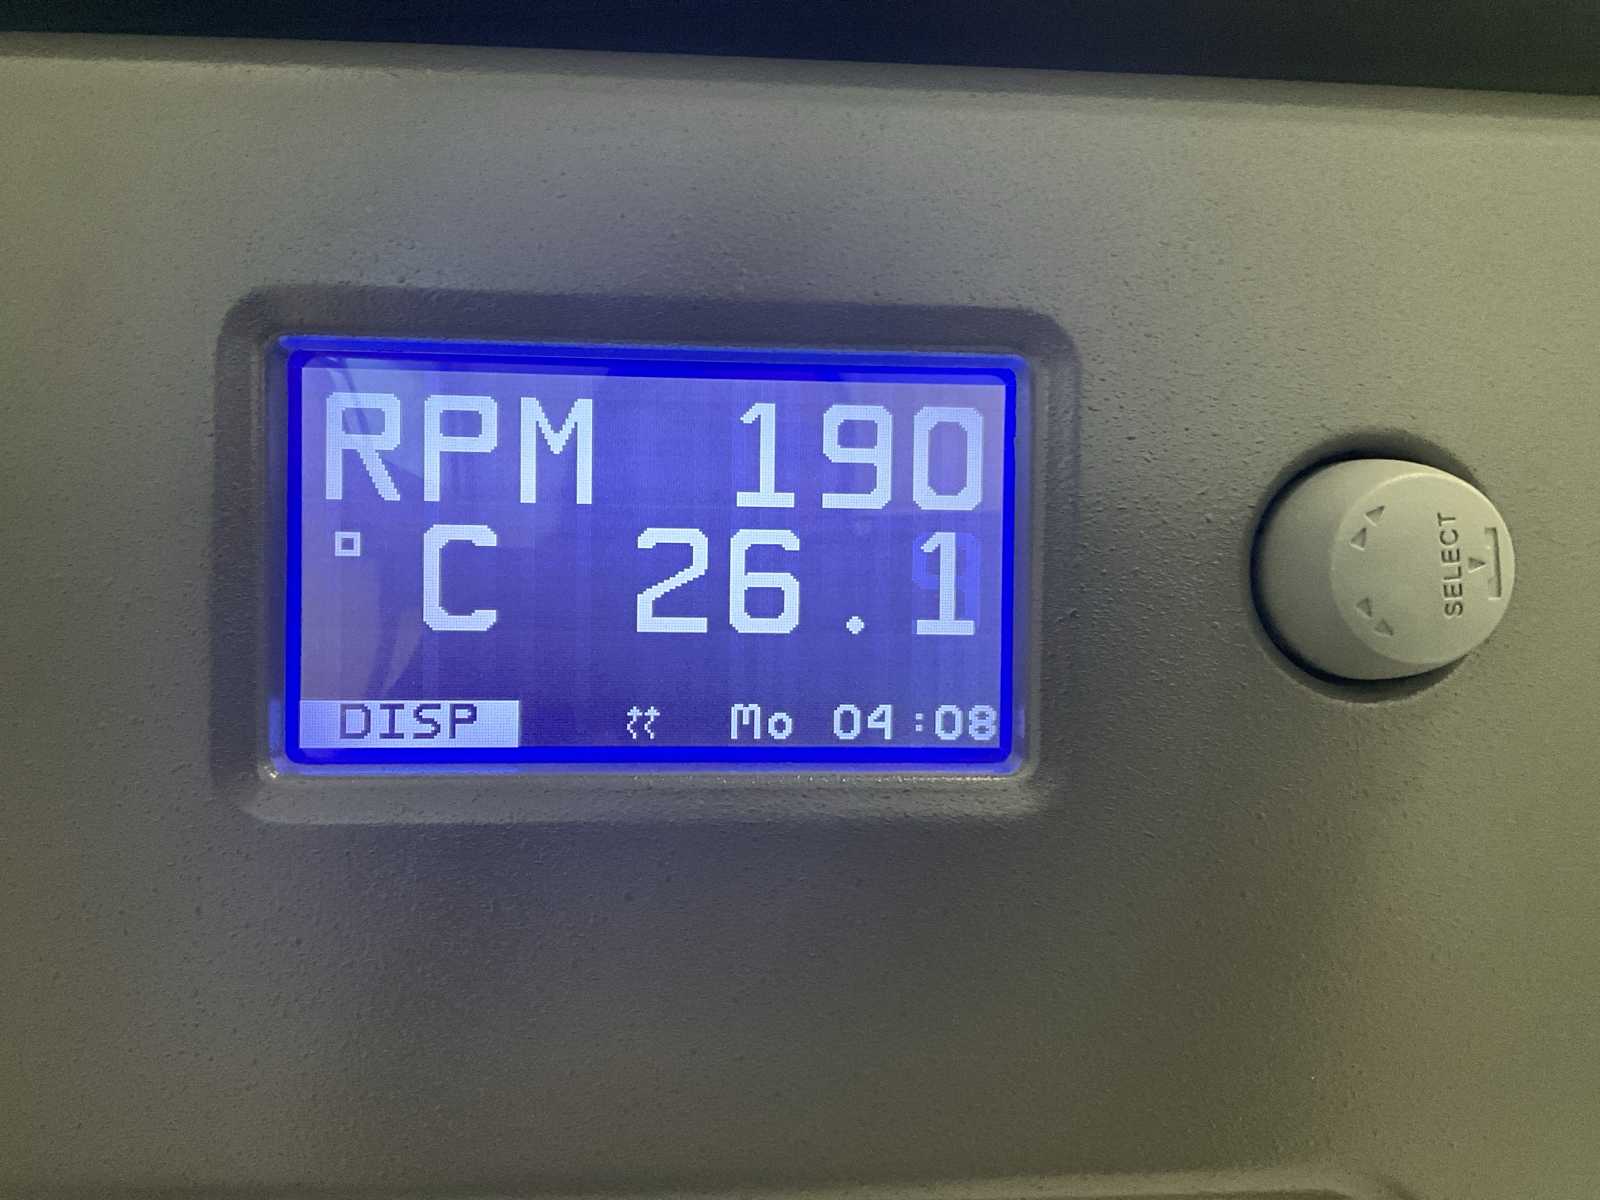 RPM 190
°C 26.1
DISP Mo 04:08
SELECT